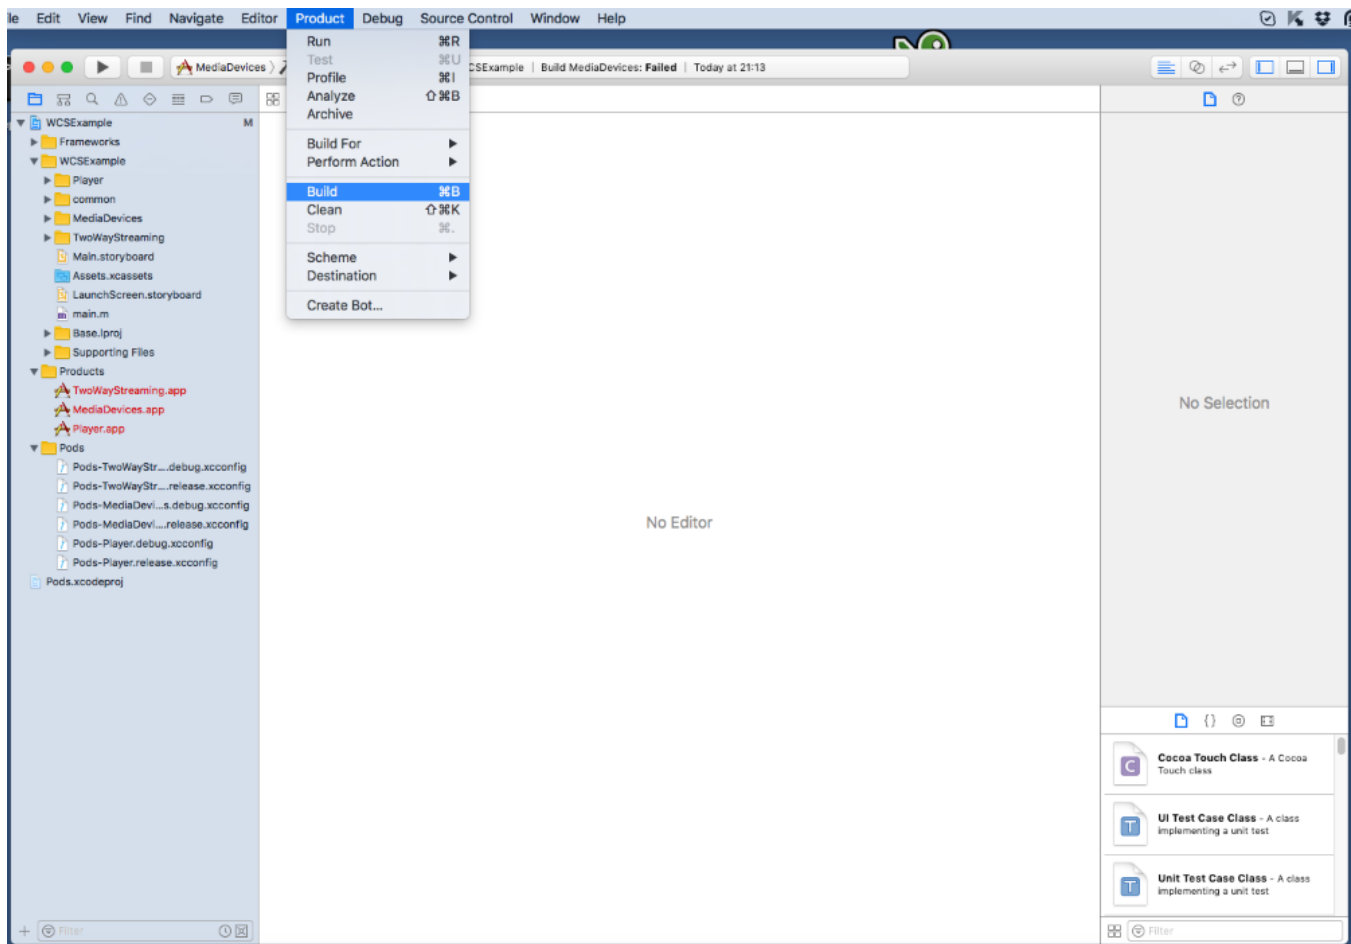 le Edit View Find Navigate Editor Product Debug Source Control Window Help
MediaDevices
CSExample | Build MediaDevices: Failed | Today at 21:13
Run ⌘R
Test ⌘U
Profile ⌘I
Analyze ⇧⌘B
Archive
Build For
Perform Action
Build ⌘B
Clean ⇧⌘K
Stop ⌘.
Scheme
Destination
Create Bot...
WCSExample M
Frameworks
WCSExample
Player
common
MediaDevices
TwoWayStreaming
Main.storyboard
Assets.xcassets
LaunchScreen.storyboard
main.m
Base.lproj
Supporting Files
Products
TwoWayStreaming.app
MediaDevices.app
Player.app
Pods
Pods-TwoWayStr....debug.xcconfig
Pods-TwoWayStr....release.xcconfig
Pods-MediaDevi...s.debug.xcconfig
Pods-MediaDevi....release.xcconfig
Pods-Player.debug.xcconfig
Pods-Player.release.xcconfig
Pods.xcodeproj
Filter
No Editor
No Selection
{}
C
Cocoa Touch Class - A Cocoa
Touch class
T
UI Test Case Class - A class
implementing a unit test
T
Unit Test Case Class - A class
implementing a unit test
Filter